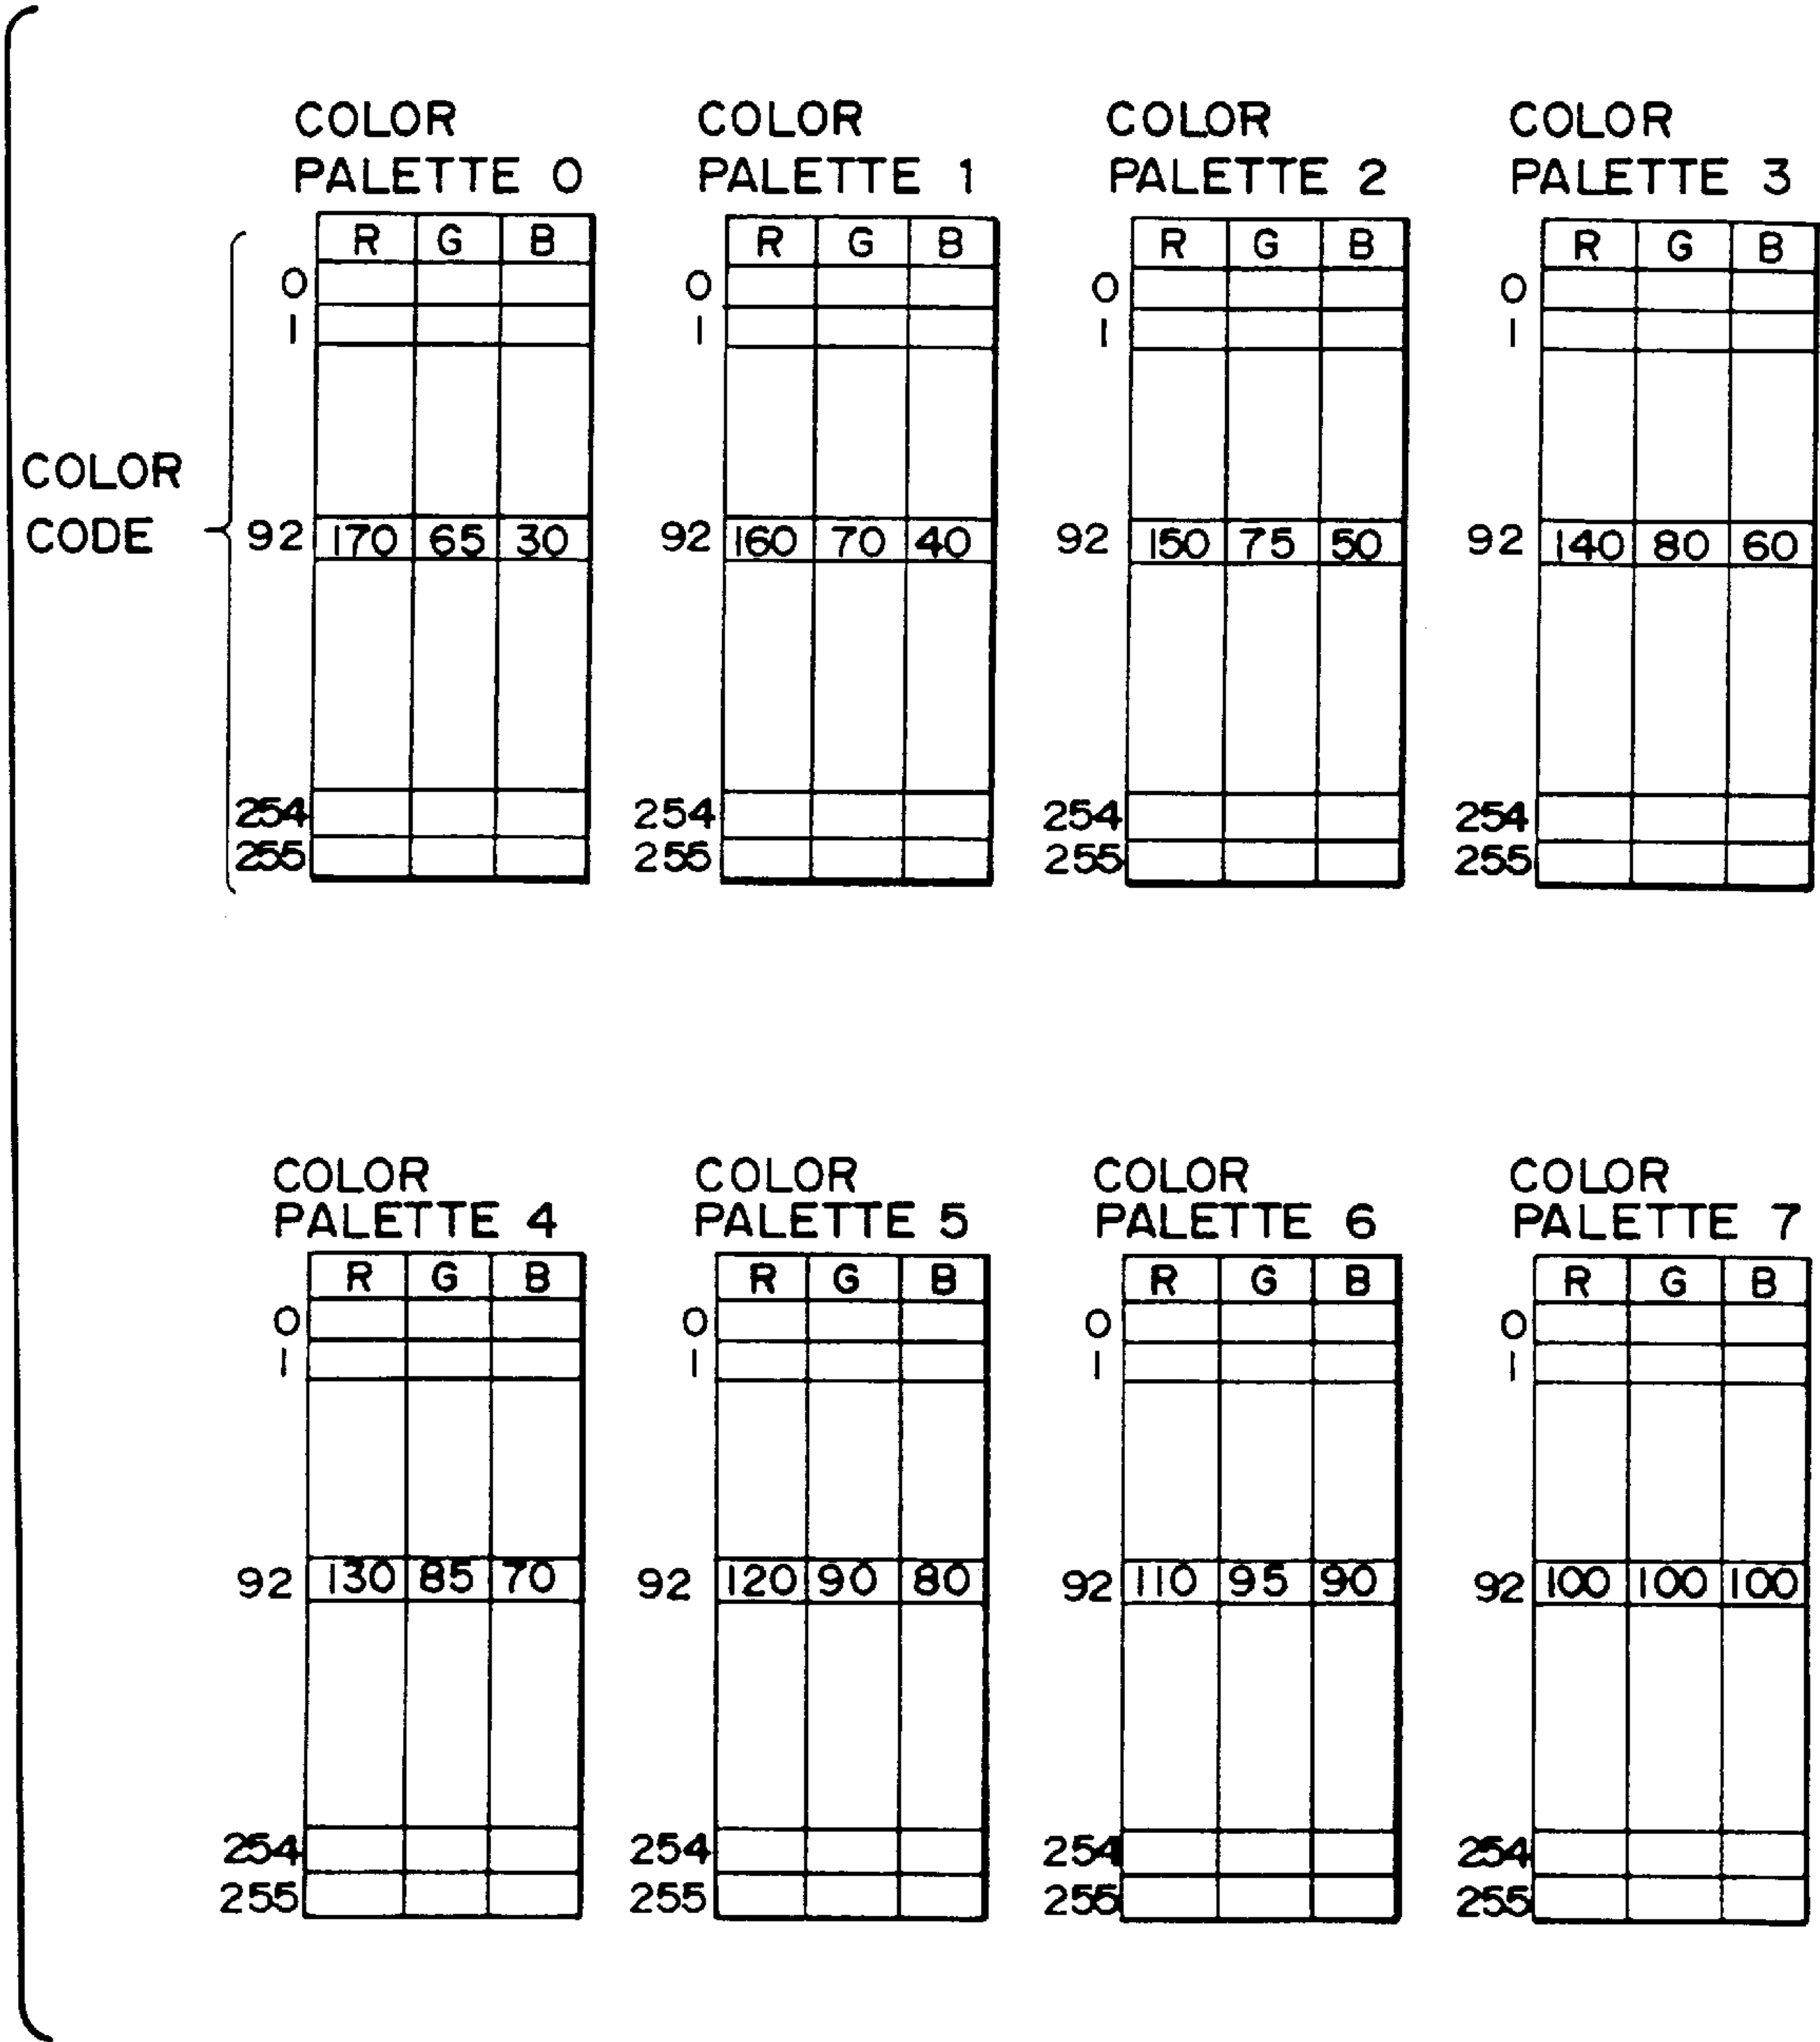 COLOR
PALETTE 0
R G B
0
1
92 170 65 30
254
255
COLOR
CODE
COLOR
PALETTE 1
R G B
0
1
92 160 70 40
254
255
COLOR
PALETTE 2
R G B
0
1
92 150 75 50
254
255
COLOR
PALETTE 3
R G B
0
1
92 140 80 60
254
255
COLOR
PALETTE 4
R G B
0
1
92 130 85 70
254
255
COLOR
PALETTE 5
R G B
0
1
92 120 90 80
254
255
COLOR
PALETTE 6
R G B
0
1
92 110 95 90
254
255
COLOR
PALETTE 7
R G B
0
1
92 100 100 100
254
255